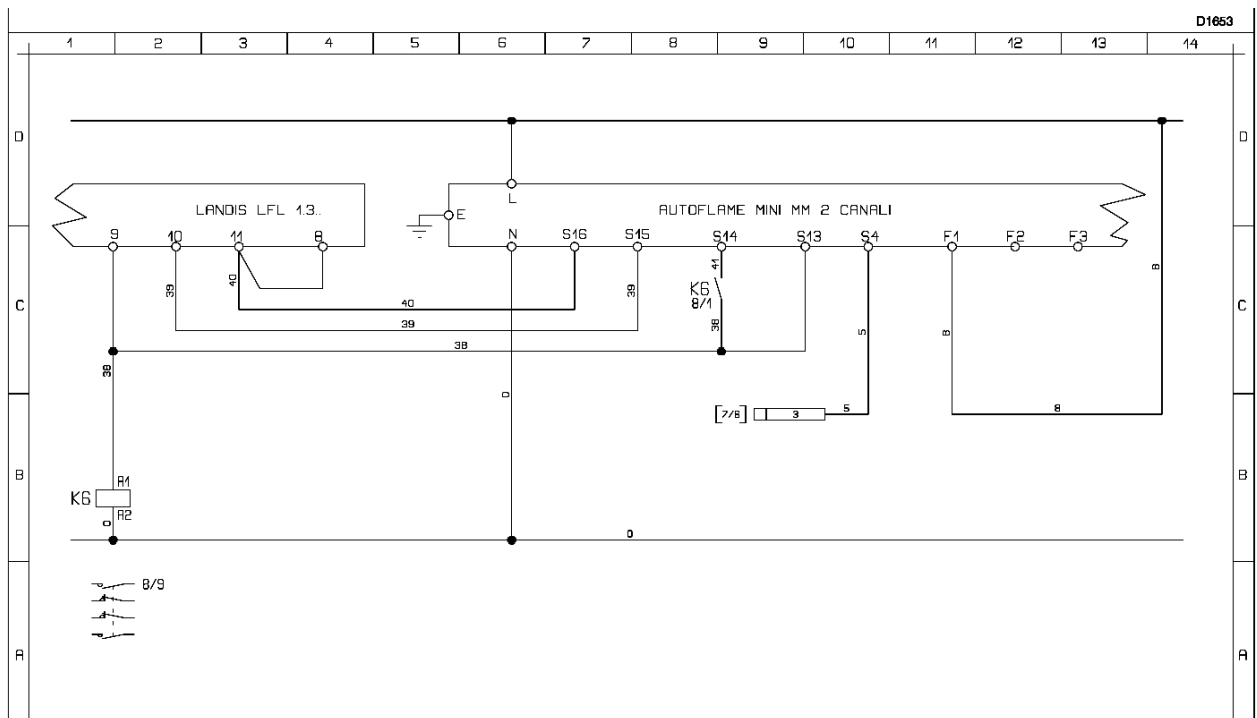 D1653
1 2 3 4 5 6 7 8 9 10 11 12 13 14
D D
LANDIS LFL 1.3.. E L AUTOFLAME MINI MM 2 CANALI
9 10 11 8 N S16 S15 S14 S13 S4 F1 F2 F3
41 8
39 40 39 K6
C 8/1 C
40
39 38 5 8
38
38 0
[7/8] 3 5 8
B A1 B
K6
A2
0 0
8/9
A A